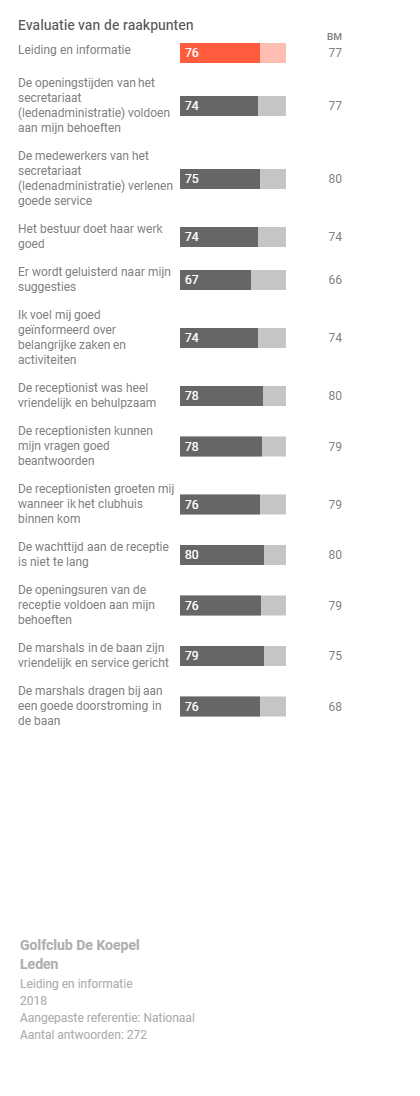 Evaluatie van de raakpunten
BM
Leiding en informatie 76 77
De openingstijden van het
secretariaat
(ledenadministratie) voldoen 74 77
aan mijn behoeften
De medewerkers van het
secretariaat
(ledenadministratie) verlenen 75 80
goede service
Het bestuur doet haar werk 74 74
goed
Er wordt geluisterd naar mijn 67 66
suggesties
Ik voel mij goed
geïnformeerd over
belangrijke zaken en 74 74
activiteiten
De receptionist was heel 78 80
vriendelijk en behulpzaam
De receptionisten kunnen
mijn vragen goed 78 79
beantwoorden
De receptionisten groeten mij
wanneer ik het clubhuis 76 79
binnen kom
De wachttijd aan de receptie 80 80
is niet te lang
De openingsuren van de
receptie voldoen aan mijn 76 79
behoeften
De marshals in de baan zijn 79 75
vriendelijk en service gericht
De marshals dragen bij aan
een goede doorstroming in 76 68
de baan
Golfclub De Koepel
Leden
Leiding en informatie
2018
Aangepaste referentie: Nationaal
Aantal antwoorden: 272